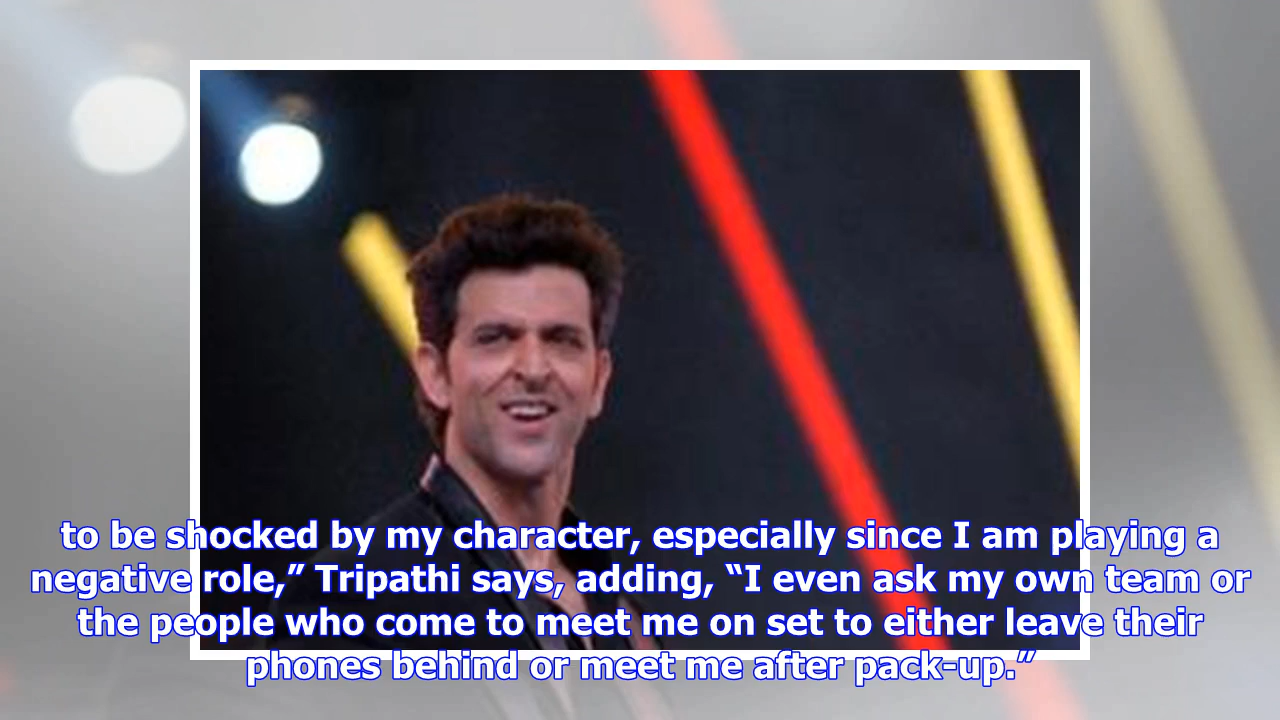 to be shocked by my character, especially since I am playing a
negative role,” Tripathi says, adding, “I even ask my own team or
the people who come to meet me on set to either leave their
phones behind or meet me after pack-up.”